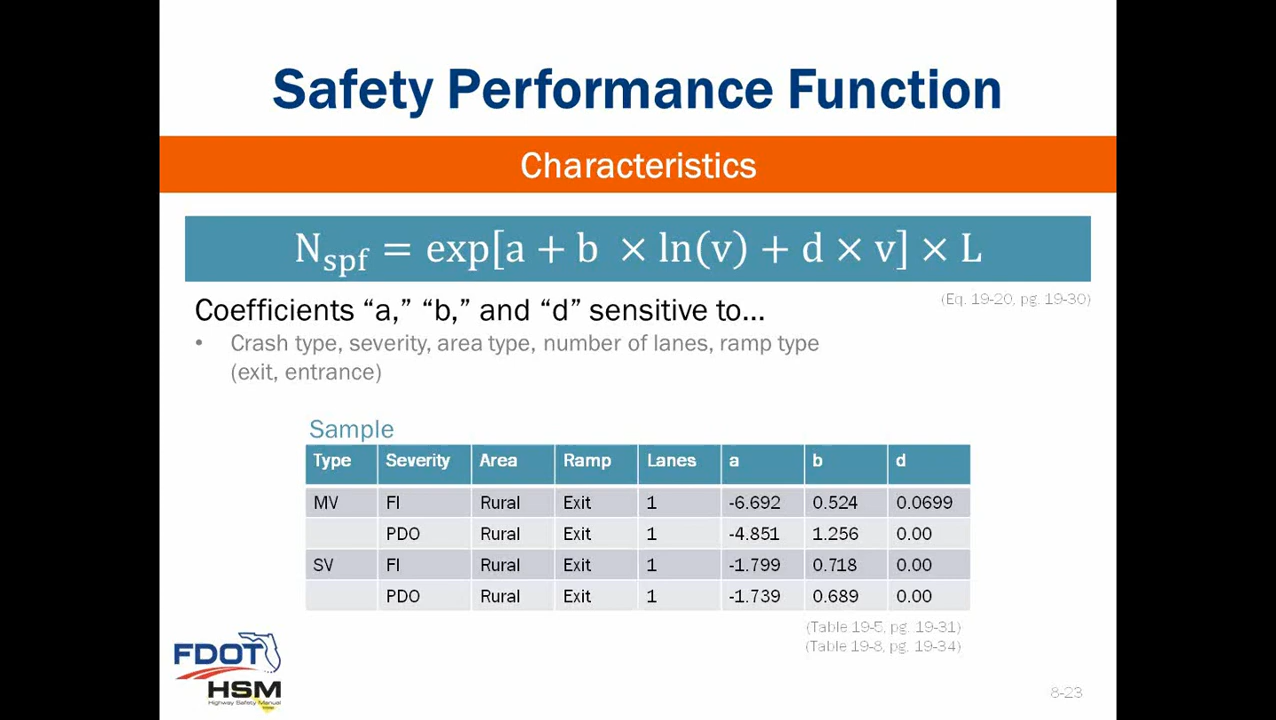 Safety Performance Function
Characteristics
N_spf = exp[a + b × ln(v) + d × v] × L
(Eq. 19-20, pg. 19-30)
Coefficients “a,” “b,” and “d” sensitive to…
• Crash type, severity, area type, number of lanes, ramp type
(exit, entrance)
Sample
Type Severity Area Ramp Lanes a b d
MV FI Rural Exit 1 -6.692 0.524 0.0699
PDO Rural Exit 1 -4.851 1.256 0.00
SV FI Rural Exit 1 -1.799 0.718 0.00
PDO Rural Exit 1 -1.739 0.689 0.00
(Table 19-5, pg. 19-31)
(Table 19-8, pg. 19-34)
FDOT
HSM
Highway Safety Manual
8-23